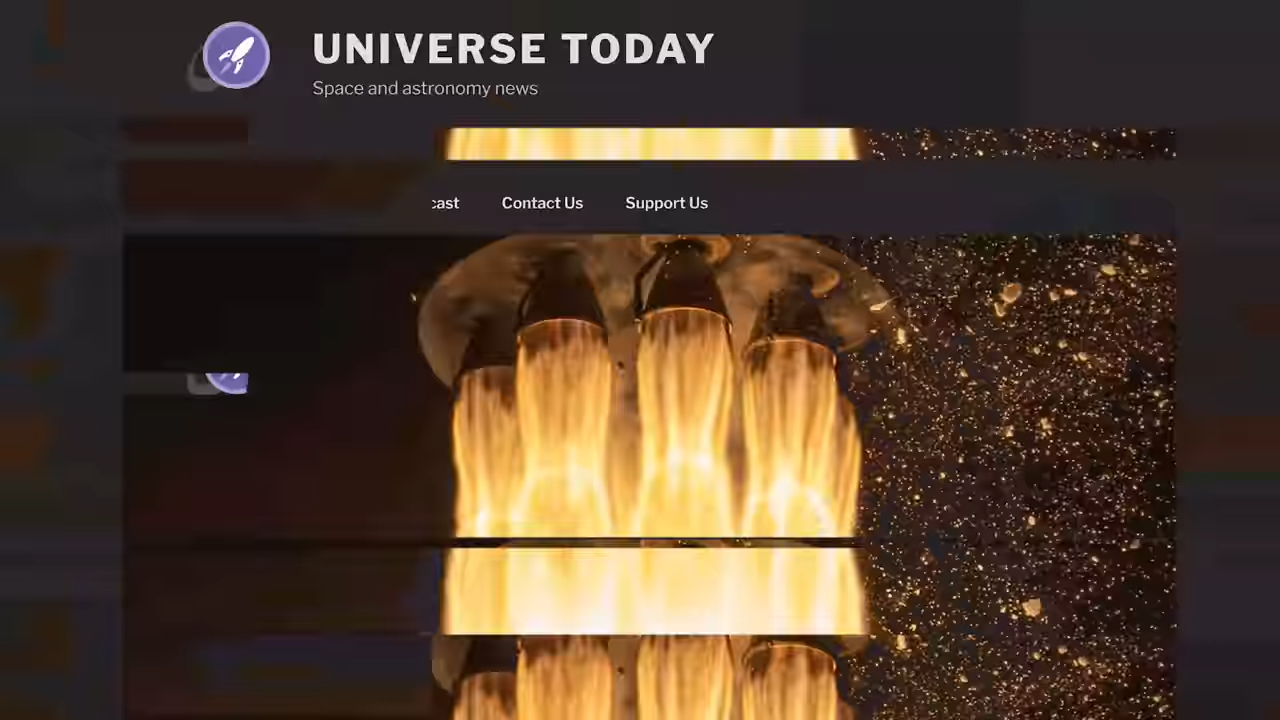 UNIVERSE TODAY
Space and astronomy news
cast Contact Us Support Us